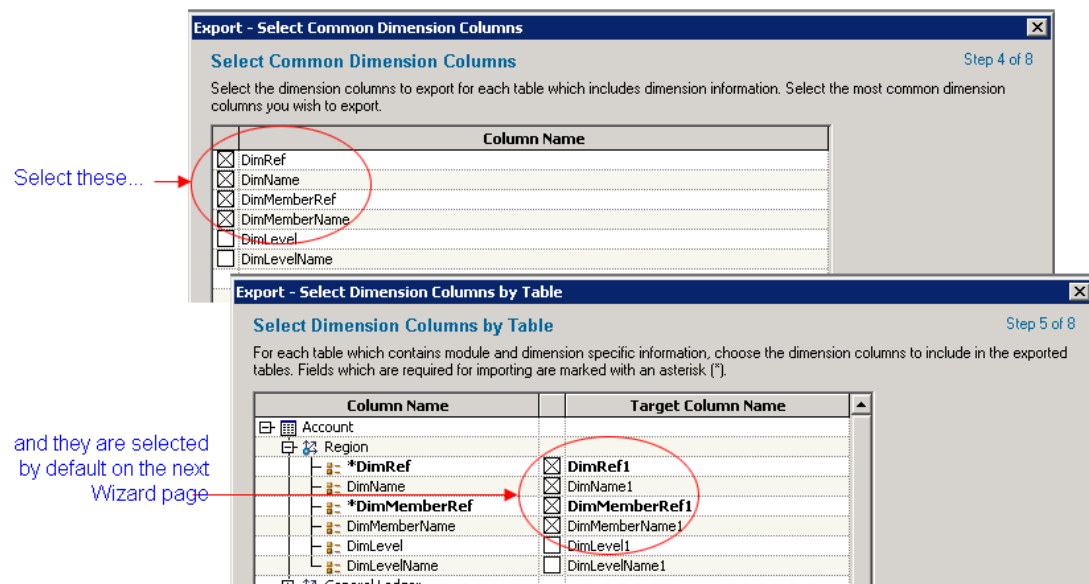 Export - Select Common Dimension Columns
Select Common Dimension Columns
Step 4 of 8
Select the dimension columns to export for each table which includes dimension information. Select the most common dimension
columns you wish to export.
Column Name
DimRef
DimName
DimMemberRef
DimMemberName
DimLevel
DimLevelName
Select these...
Export - Select Dimension Columns by Table
Select Dimension Columns by Table
Step 5 of 8
For each table which contains module and dimension specific information, choose the dimension columns to include in the exported
tables. Fields which are required for importing are marked with an asterisk (*).
Column Name Target Column Name
Account
Region
*DimRef DimRef1
DimName DimName1
*DimMemberRef DimMemberRef1
DimMemberName DimMemberName1
DimLevel DimLevel1
DimLevelName DimLevelName1
General Ledger
and they are selected
by default on the next
Wizard page